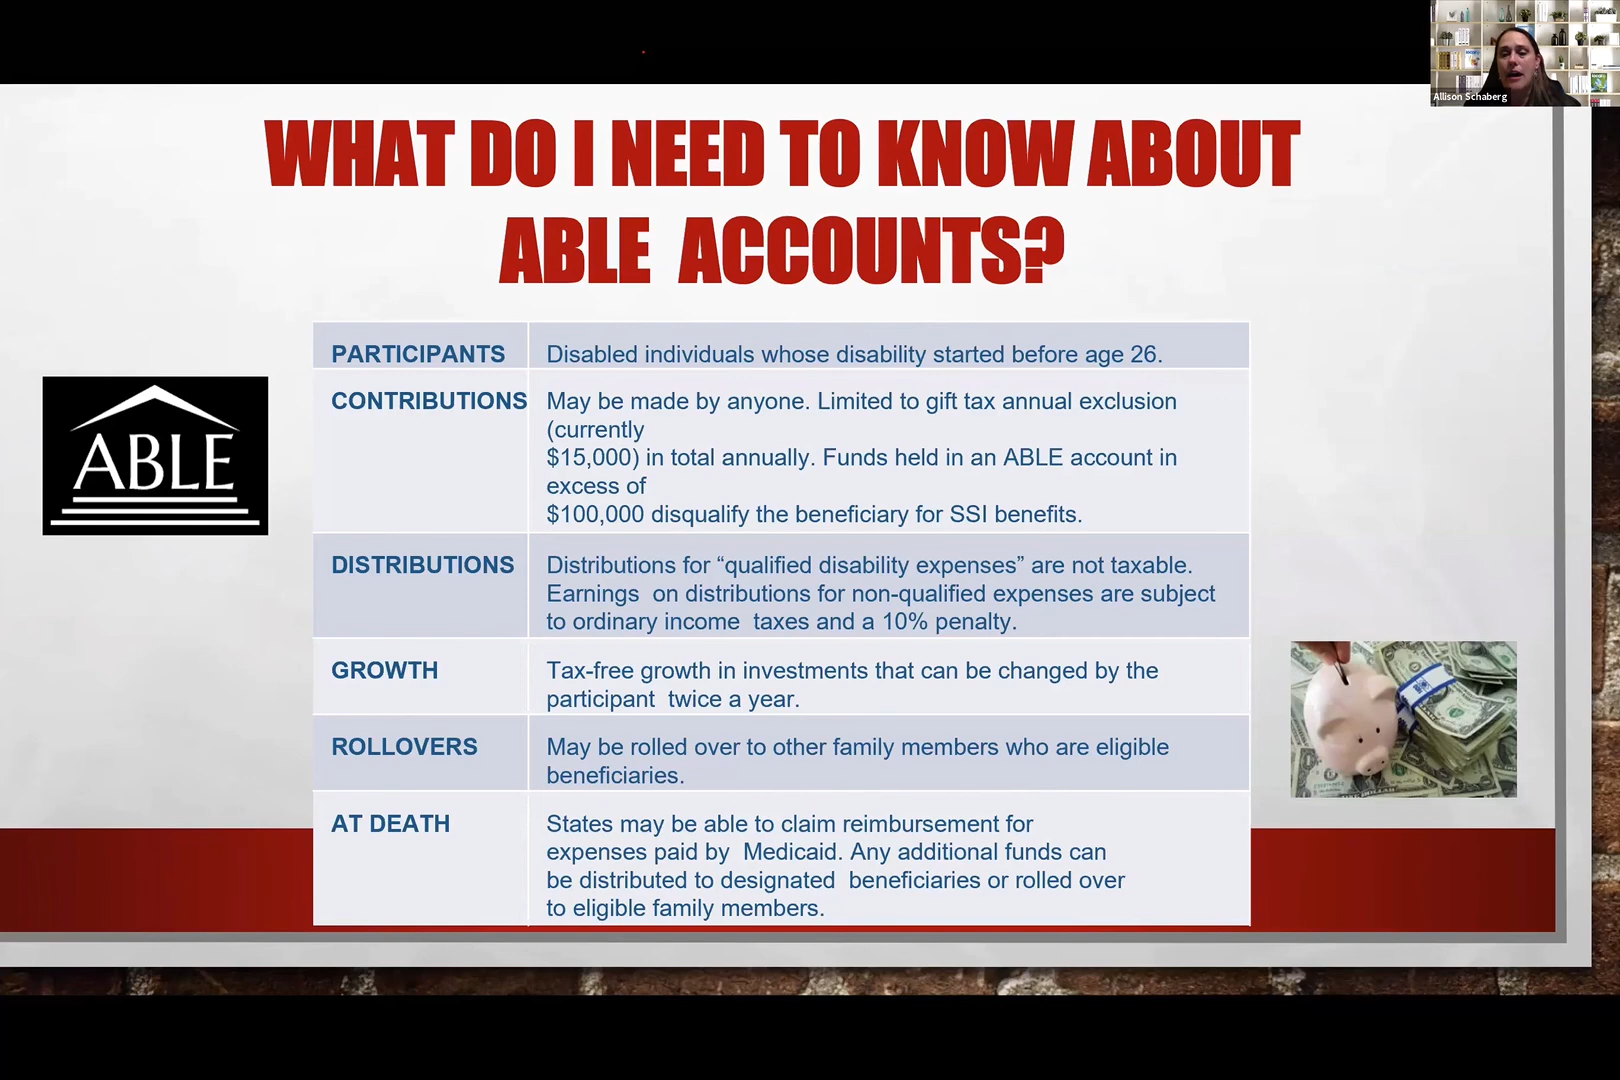 Allison Schaberg
WHAT DO I NEED TO KNOW ABOUT
ABLE ACCOUNTS?
ABLE
PARTICIPANTS
Disabled individuals whose disability started before age 26.
CONTRIBUTIONS
May be made by anyone. Limited to gift tax annual exclusion
(currently
$15,000) in total annually. Funds held in an ABLE account in
excess of
$100,000 disqualify the beneficiary for SSI benefits.
DISTRIBUTIONS
Distributions for “qualified disability expenses” are not taxable.
Earnings on distributions for non-qualified expenses are subject
to ordinary income taxes and a 10% penalty.
GROWTH
Tax-free growth in investments that can be changed by the
participant twice a year.
ROLLOVERS
May be rolled over to other family members who are eligible
beneficiaries.
AT DEATH
States may be able to claim reimbursement for
expenses paid by Medicaid. Any additional funds can
be distributed to designated beneficiaries or rolled over
to eligible family members.